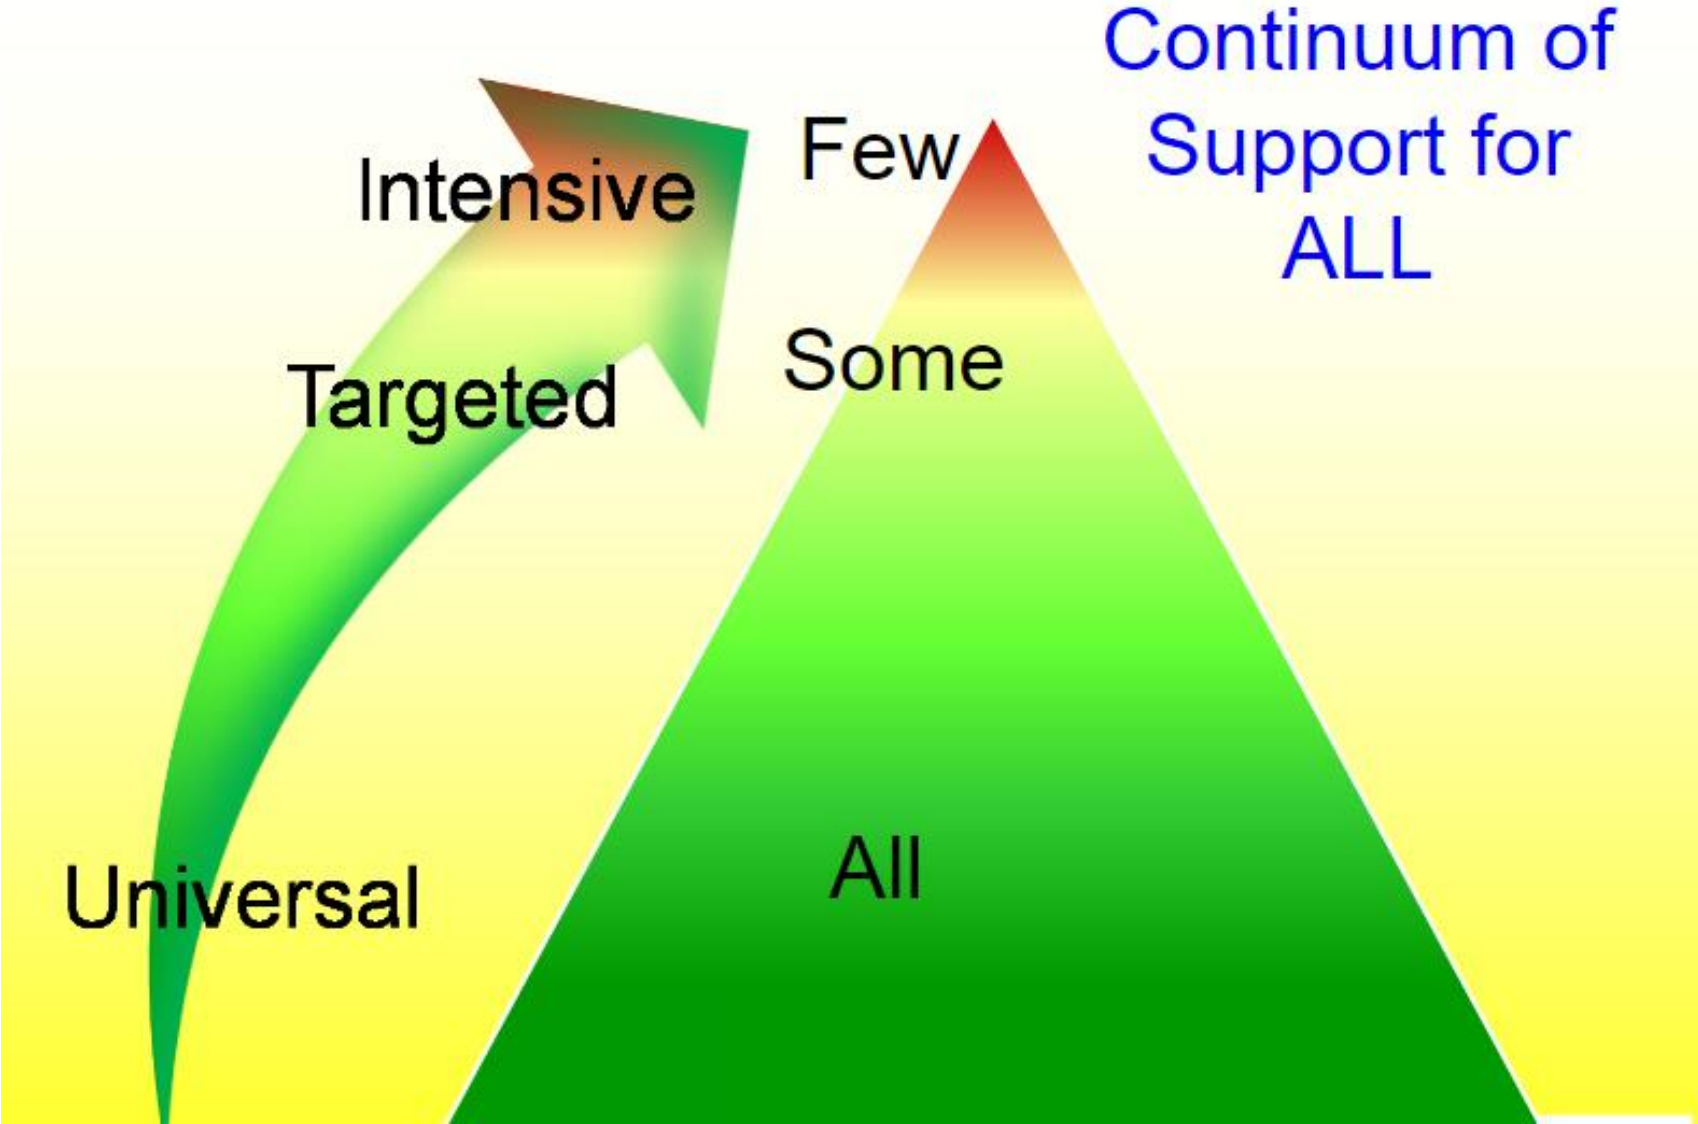 Continuum of
Support for
ALL
Few
Intensive
Some
Targeted
All
Universal